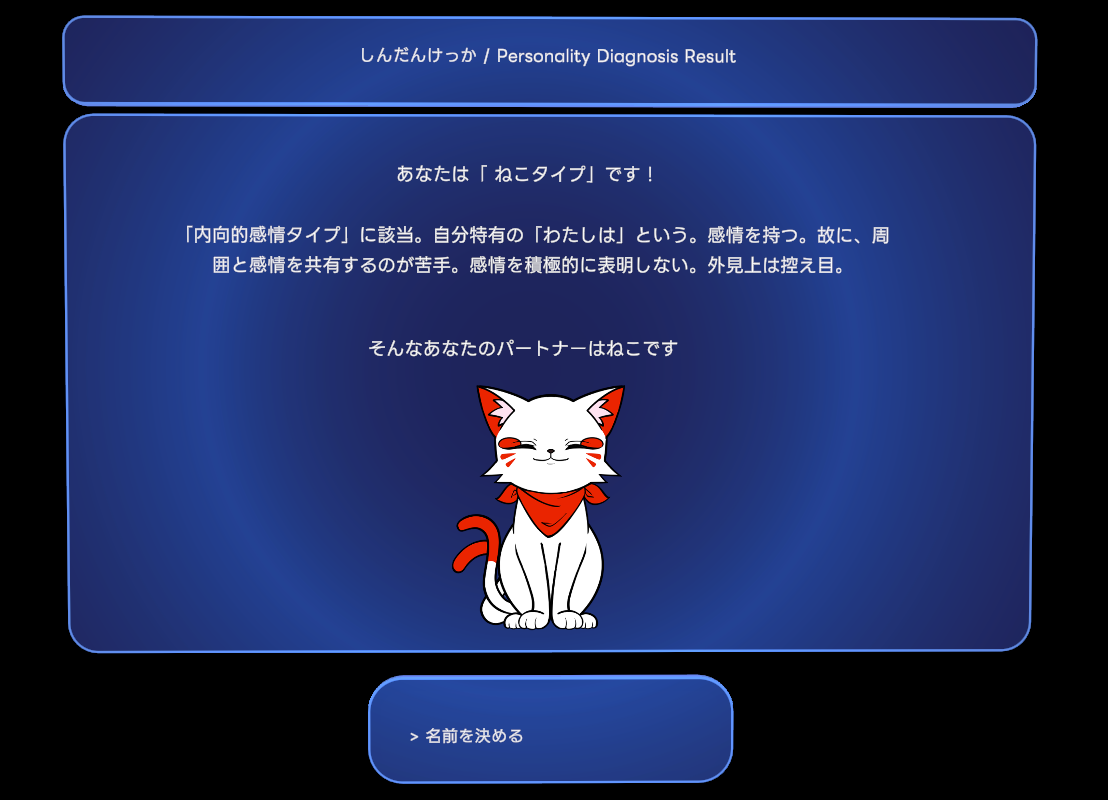 しんだんけっか / Personality Diagnosis Result
あなたは「 ねこタイプ」です！
「内向的感情タイプ」に該当。自分特有の「わたしは」という。感情を持つ。故に、周
囲と感情を共有するのが苦手。感情を積極的に表明しない。外見上は控え目。
そんなあなたのパートナーはねこです
> 名前を決める